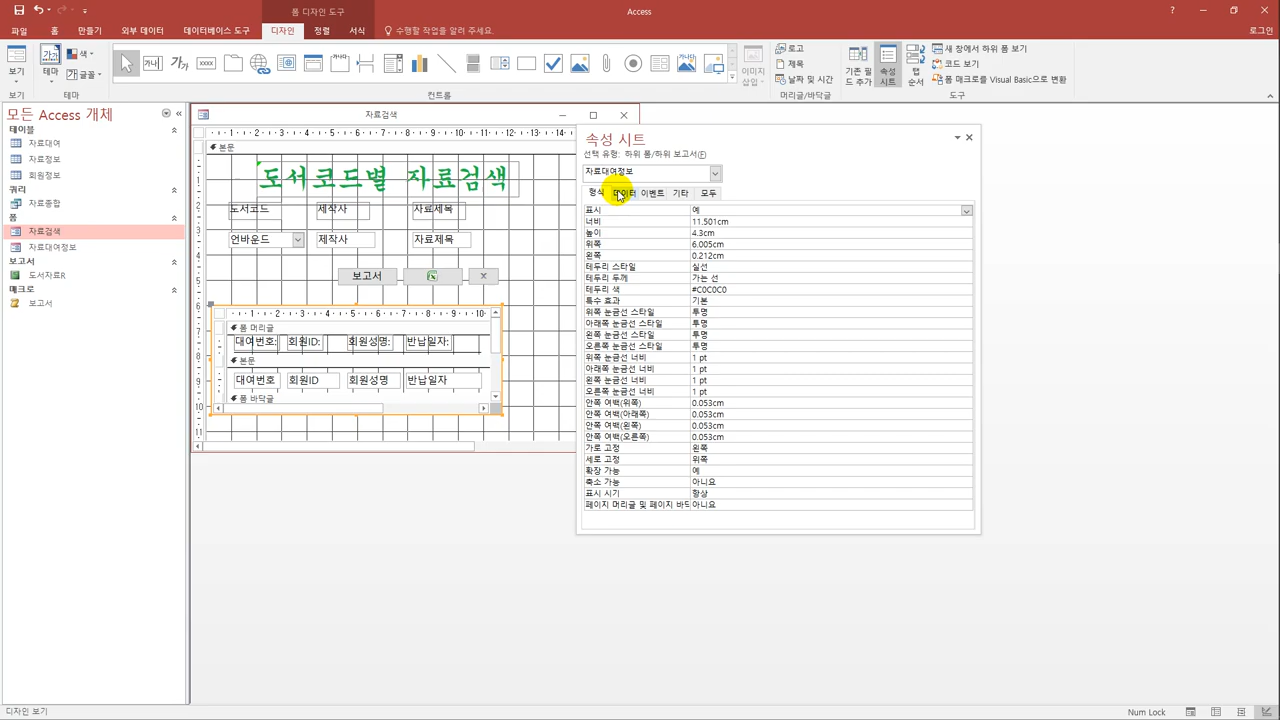 폼 디자인 도구
Access
파일 홈 만들기 외부 데이터 데이터베이스 도구 디자인 정렬 서식 수행할 작업을 알려 주세요. 로그인
보기
테마
색
글꼴
이미지 삽입
로고
제목
날짜 및 시간
기존 필드 추가
속성 시트
탭 순서
새 창에서 하위 폼 보기
코드 보기
폼 매크로를 Visual Basic으로 변환
보기 테마 컨트롤 머리글/바닥글 도구
모든 Access 개체
테이블
자료대여
자료정보
회원정보
쿼리
자료종합
폼
자료검색
자료대여정보
보고서
도서자료R
매크로
보고서
자료검색
본문
도서코드별 자료검색
도서코드 제작사 자료제목
언바운드 제작사 자료제목
보고서
폼 머리글
대여번호: 회원ID: 회원성명: 반납일자:
본문
대여번호 회원ID 회원성명 반납일자
폼 바닥글
속성 시트
선택 유형: 하위 폼/하위 보고서(F)
자료대여정보
형식 데이터 이벤트 기타 모두
표시 예
너비 11.501cm
높이 4.3cm
위쪽 6.005cm
왼쪽 0.212cm
테두리 스타일 실선
테두리 두께 가는 선
테두리 색 #C0C0C0
특수 효과 기본
위쪽 눈금선 스타일 투명
아래쪽 눈금선 스타일 투명
왼쪽 눈금선 스타일 투명
오른쪽 눈금선 스타일 투명
위쪽 눈금선 너비 1 pt
아래쪽 눈금선 너비 1 pt
왼쪽 눈금선 너비 1 pt
오른쪽 눈금선 너비 1 pt
안쪽 여백(위쪽) 0.053cm
안쪽 여백(아래쪽) 0.053cm
안쪽 여백(왼쪽) 0.053cm
안쪽 여백(오른쪽) 0.053cm
가로 고정 왼쪽
세로 고정 위쪽
확장 가능 예
축소 가능 아니요
표시 시기 항상
페이지 머리글 및 페이지 바닥 아니요
디자인 보기
Num Lock